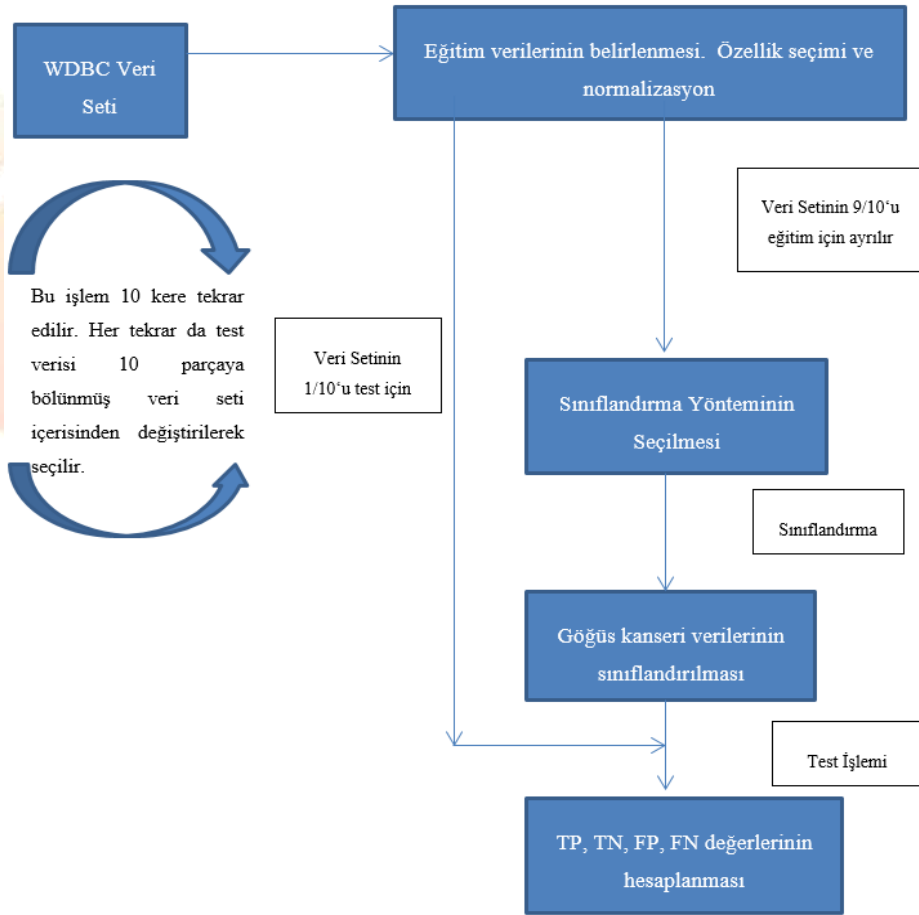 WDBC Veri
Seti
Eğitim verilerinin belirlenmesi.  Özellik seçimi ve
normalizasyon
Veri Setinin 9/10‘u
eğitim için ayrılır
Bu işlem 10 kere tekrar
edilir. Her tekrar da test
verisi 10 parçaya
bölünmüş veri seti
içerisinden değiştirilerek
seçilir.
Veri Setinin
1/10‘u test için
Sınıflandırma Yönteminin
Seçilmesi
Sınıflandırma
Göğüs kanseri verilerinin
sınıflandırılması
Test İşlemi
TP, TN, FP, FN değerlerinin
hesaplanması